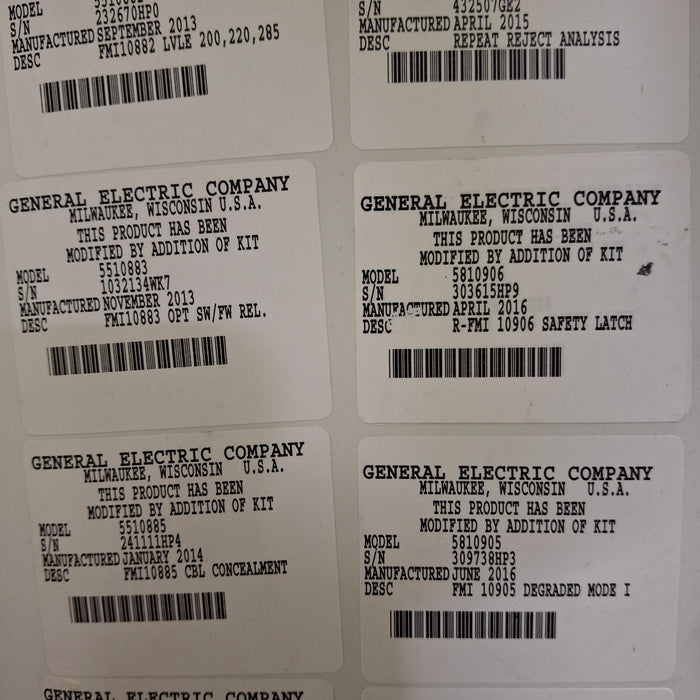 MODEL
S/N 232670HP0
MANUFACTURED SEPTEMBER 2013
DESC FMI10882 LVLE 200,220,285
S/N 432507GE2
MANUFACTURED APRIL 2015
DESC REPEAT REJECT ANALYSIS
GENERAL ELECTRIC COMPANY
MILWAUKEE, WISCONSIN U.S.A.
THIS PRODUCT HAS BEEN
MODIFIED BY ADDITION OF KIT
MODEL 5510883
S/N 1032134WK7
MANUFACTURED NOVEMBER 2013
DESC FMI10883 OPT SW/FW REL.
GENERAL ELECTRIC COMPANY
MILWAUKEE, WISCONSIN U.S.A.
THIS PRODUCT HAS BEEN
MODIFIED BY ADDITION OF KIT
MODEL 5810906
S/N 303615HP9
MANUFACTURED APRIL 2016
DESC R-FMI 10906 SAFETY LATCH
GENERAL ELECTRIC COMPANY
MILWAUKEE, WISCONSIN U.S.A.
THIS PRODUCT HAS BEEN
MODIFIED BY ADDITION OF KIT
MODEL 5510885
S/N 241111HP4
MANUFACTURED JANUARY 2014
DESC FMI10885 CBL CONCEALMENT
GENERAL ELECTRIC COMPANY
MILWAUKEE, WISCONSIN U.S.A.
THIS PRODUCT HAS BEEN
MODIFIED BY ADDITION OF KIT
MODEL 5810905
S/N 309738HP3
MANUFACTURED JUNE 2016
DESC FMI 10905 DEGRADED MODE I
GENERAL ELECTRIC COMPANY